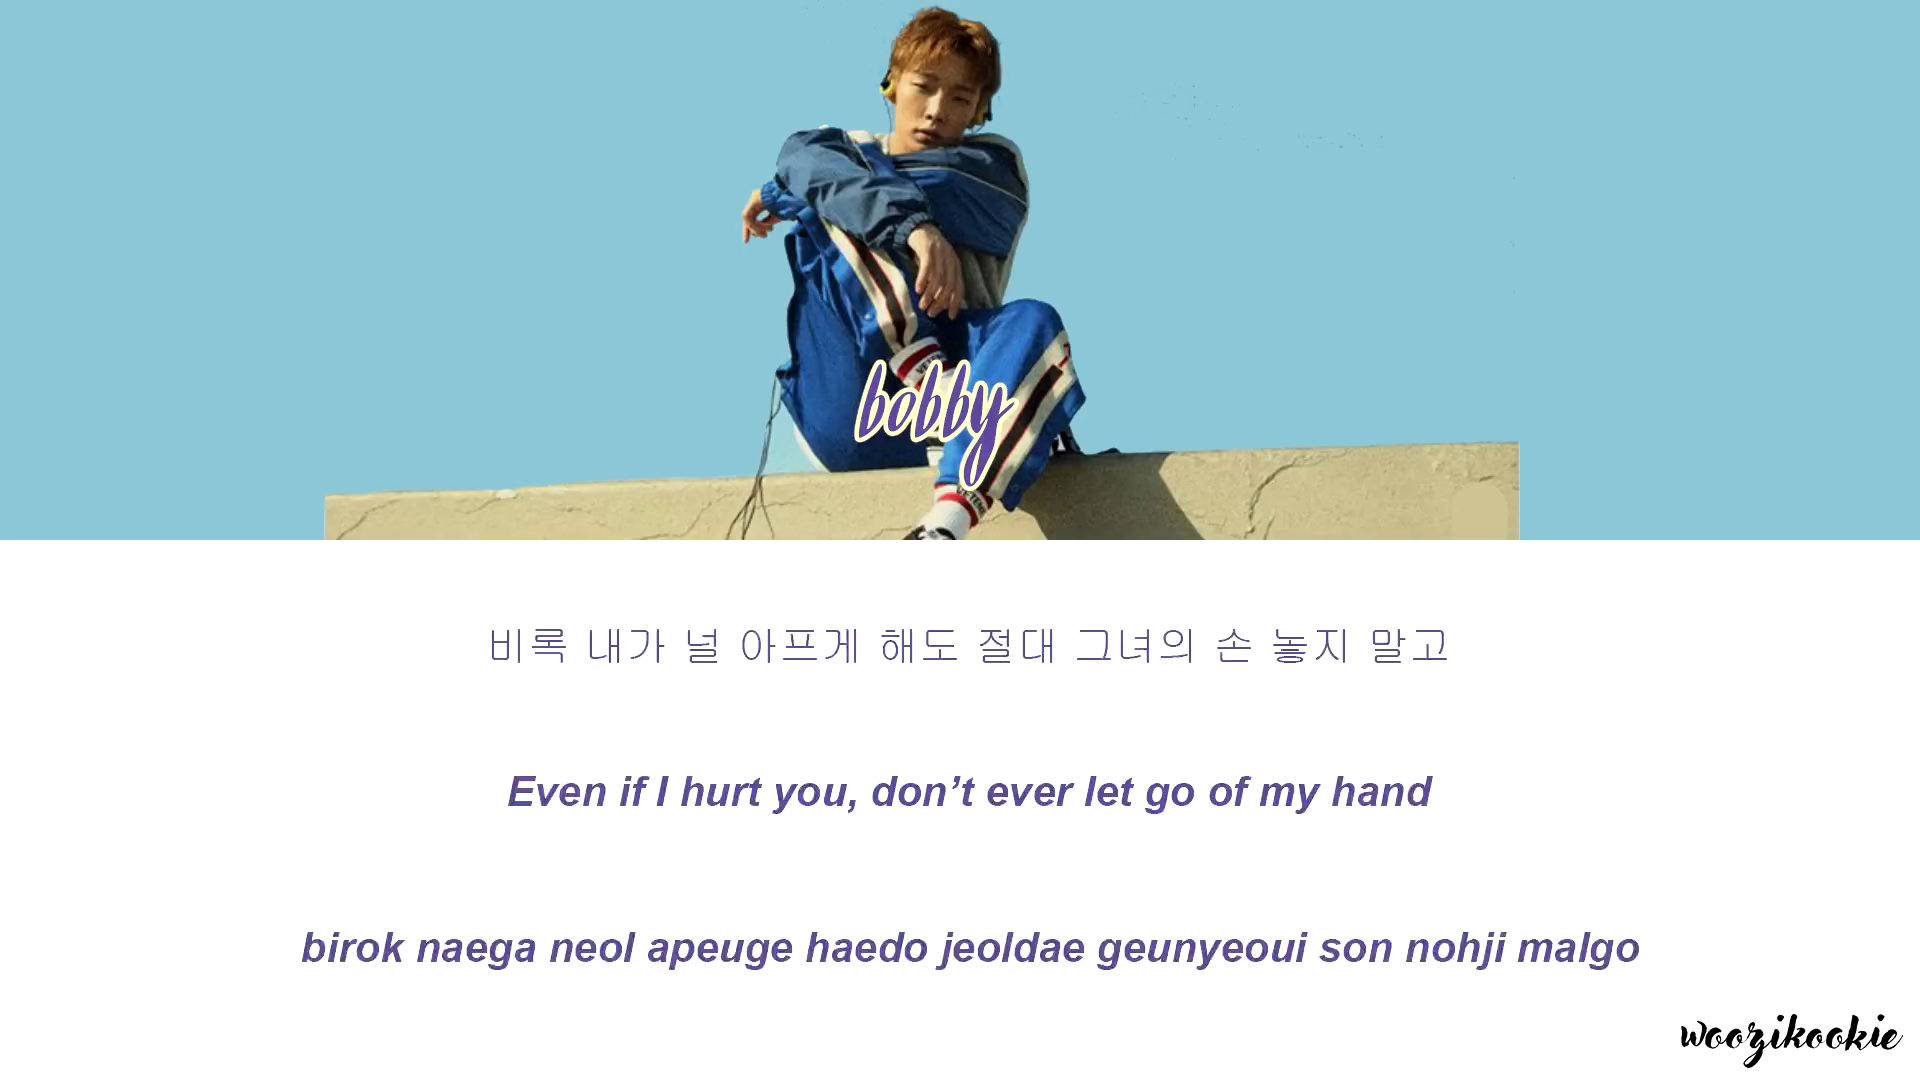 bobby
비록 내가 널 아프게 해도 절대 그녀의 손 놓지 말고
Even if I hurt you, don’t ever let go of my hand
birok naega neol apeuge haedo jeoldae geunyeoui son nohji malgo
woozikookie